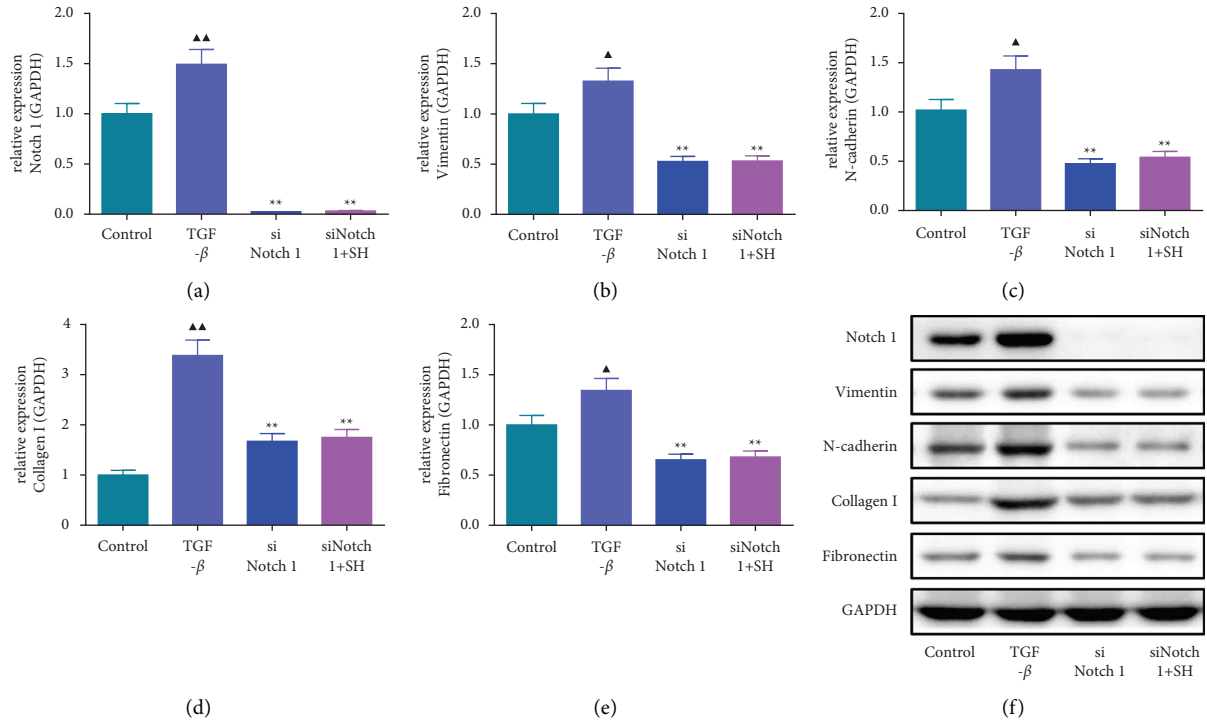 relative expression
Notch 1 (GAPDH)
2.0
1.5
1.0
0.5
0.0
▲▲
**
**
Control
TGF
-β
si
Notch 1
siNotch
1+SH
(a)
relative expression
Vimentin (GAPDH)
2.0
1.5
1.0
0.5
0.0
▲
**
**
Control
TGF
-β
si
Notch 1
siNotch
1+SH
(b)
relative expression
N-cadherin (GAPDH)
2.0
1.5
1.0
0.5
0.0
▲
**
**
Control
TGF
-β
si
Notch 1
siNotch
1+SH
(c)
relative expression
Collagen I (GAPDH)
4
3
2
1
0
▲▲
**
**
Control
TGF
-β
si
Notch 1
siNotch
1+SH
(d)
relative expression
Fibronectin (GAPDH)
2.0
1.5
1.0
0.5
0.0
▲
**
**
Control
TGF
-β
si
Notch 1
siNotch
1+SH
(e)
Notch 1
Vimentin
N-cadherin
Collagen I
Fibronectin
GAPDH
Control
TGF
-β
si
Notch 1
siNotch
1+SH
(f)